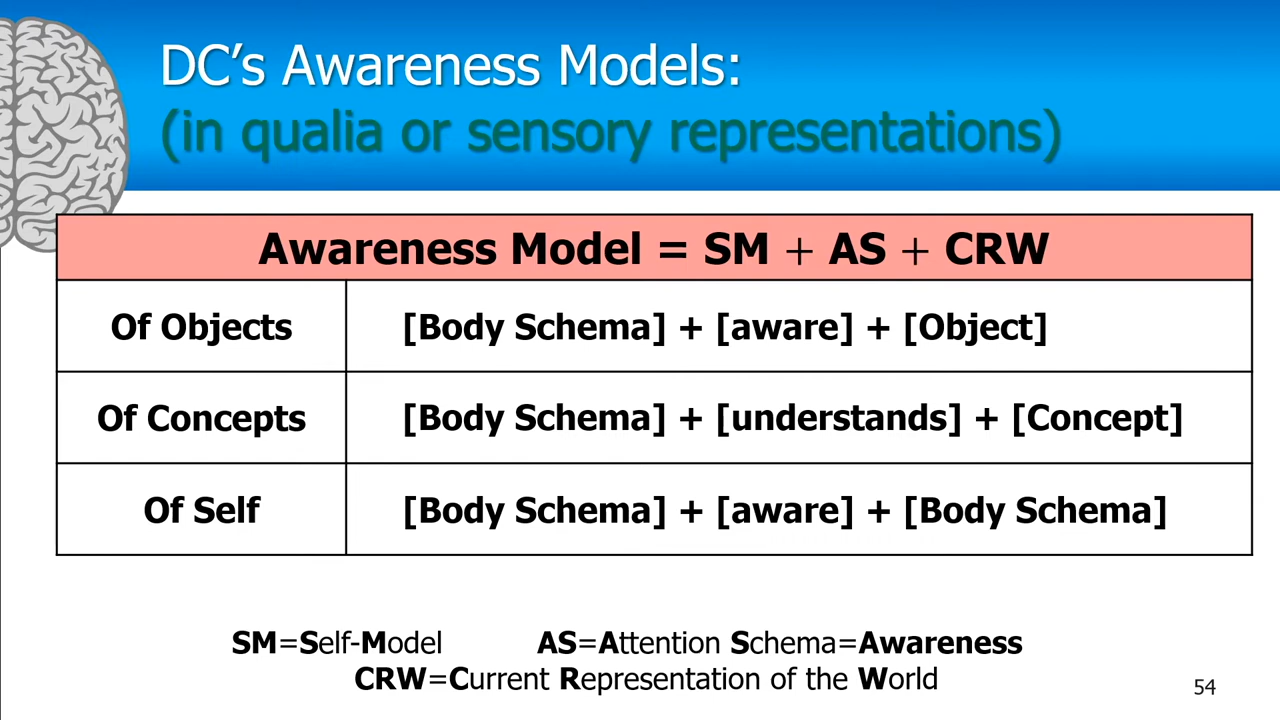 DC’s Awareness Models:
(in qualia or sensory representations)
Awareness Model = SM + AS + CRW
Of Objects [Body Schema] + [aware] + [Object]
Of Concepts [Body Schema] + [understands] + [Concept]
Of Self [Body Schema] + [aware] + [Body Schema]
SM=Self-Model AS=Attention Schema=Awareness
CRW=Current Representation of the World
54